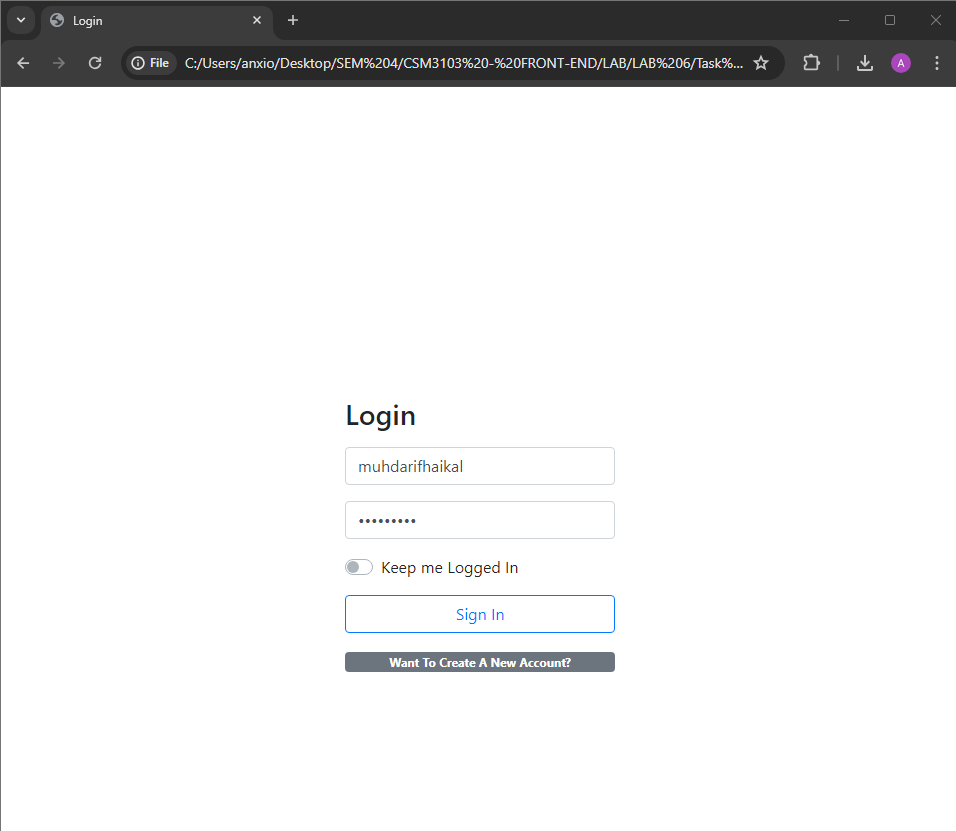 Login
File
C:/Users/anxio/Desktop/SEM%204/CSM3103%20-%20FRONT-END/LAB/LAB%206/Task%...
A
Login
muhdarifhaikal
•••••••••
Keep me Logged In
Sign In
Want To Create A New Account?